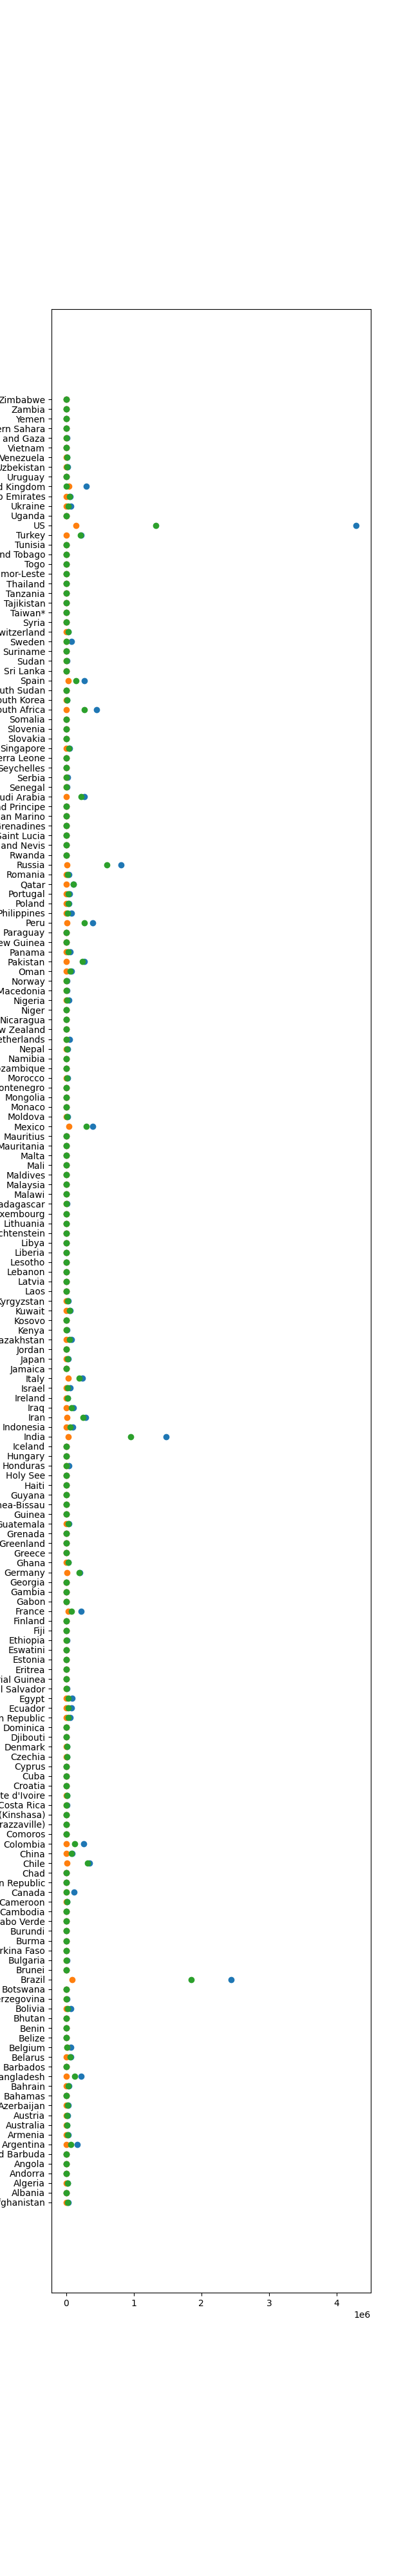 Zimbabwe
Zambia
Yemen
ern Sahara
and Gaza
Vietnam
Venezuela
Uzbekistan
Uruguay
d Kingdom
b Emirates
Ukraine
Uganda
US
Turkey
Tunisia
nd Tobago
Togo
mor-Leste
Thailand
Tanzania
Tajikistan
Taiwan*
Syria
witzerland
Sweden
Suriname
Sudan
Sri Lanka
Spain
outh Sudan
outh Korea
outh Africa
Somalia
Slovenia
Slovakia
Singapore
erra Leone
Seychelles
Serbia
Senegal
udi Arabia
nd Principe
an Marino
Grenadines
Saint Lucia
and Nevis
Rwanda
Russia
Romania
Qatar
Portugal
Poland
Philippines
Peru
Paraguay
ew Guinea
Panama
Pakistan
Oman
Norway
Macedonia
Nigeria
Niger
Nicaragua
ew Zealand
etherlands
Nepal
Namibia
ozambique
Morocco
ontenegro
Mongolia
Monaco
Moldova
Mexico
Mauritius
Mauritania
Malta
Mali
Maldives
Malaysia
Malawi
adagascar
xembourg
Lithuania
chtenstein
Libya
Liberia
Lesotho
Lebanon
Latvia
Laos
Kyrgyzstan
Kuwait
Kosovo
Kenya
azakhstan
Jordan
Japan
Jamaica
Italy
Israel
Ireland
Iraq
Iran
Indonesia
India
Iceland
Hungary
Honduras
Holy See
Haiti
Guyana
nea-Bissau
Guinea
Guatemala
Grenada
Greenland
Greece
Ghana
Germany
Georgia
Gambia
Gabon
France
Finland
Fiji
Ethiopia
Eswatini
Estonia
Eritrea
rial Guinea
l Salvador
Egypt
Ecuador
n Republic
Dominica
Djibouti
Denmark
Czechia
Cyprus
Cuba
Croatia
te d'Ivoire
Costa Rica
(Kinshasa)
razzaville)
Comoros
Colombia
China
Chile
Chad
n Republic
Canada
Cameroon
Cambodia
abo Verde
Burundi
Burma
rkina Faso
Bulgaria
Brunei
Brazil
Botswana
erzegovina
Bolivia
Bhutan
Benin
Belize
Belgium
Belarus
Barbados
angladesh
Bahrain
Bahamas
Azerbaijan
Austria
Australia
Armenia
Argentina
d Barbuda
Angola
Andorra
Algeria
Albania
ghanistan
0 1 2 3 4
1e6